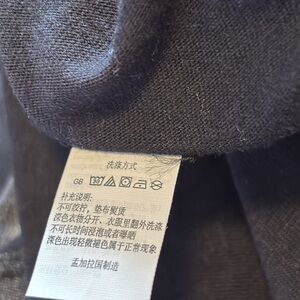 洗涤方式
GB
补充说明:
不可拧绞,垫布熨烫
深色衣物分开、衣服里翻外洗涤
不可长时间浸泡或者曝晒
深色出现轻微褪色属于正常现象
孟加拉国制造